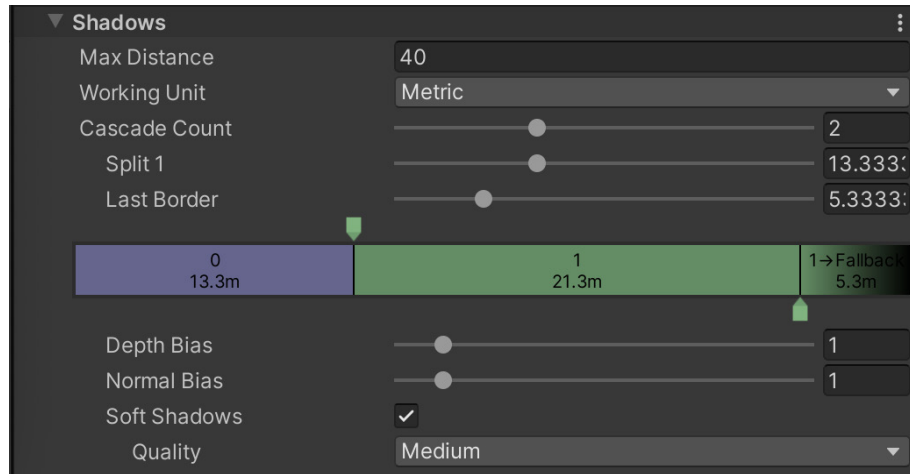 Shadows
Max Distance 40
Working Unit Metric
Cascade Count 2
Split 1 13.333
Last Border 5.3333
0 1 1→Fallback
13.3m 21.3m 5.3m
Depth Bias 1
Normal Bias 1
Soft Shadows
Quality Medium